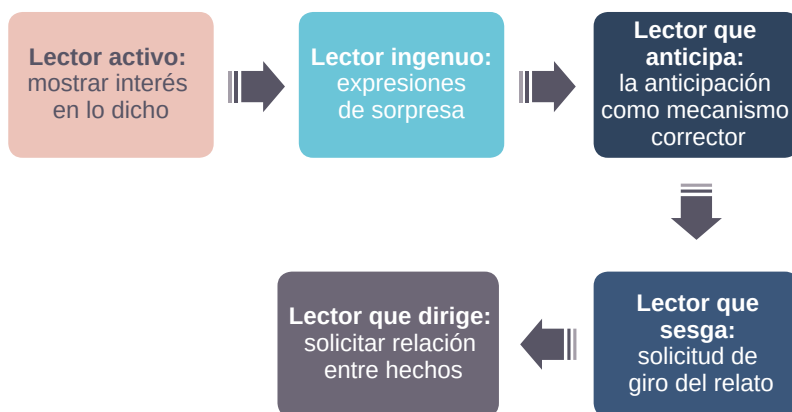 Lector activo:
mostrar interés
en lo dicho
Lector ingenuo:
expresiones
de sorpresa
Lector que
anticipa:
la anticipación
como mecanismo
corrector
Lector que
sesga:
solicitud de
giro del relato
Lector que dirige:
solicitar relación
entre hechos